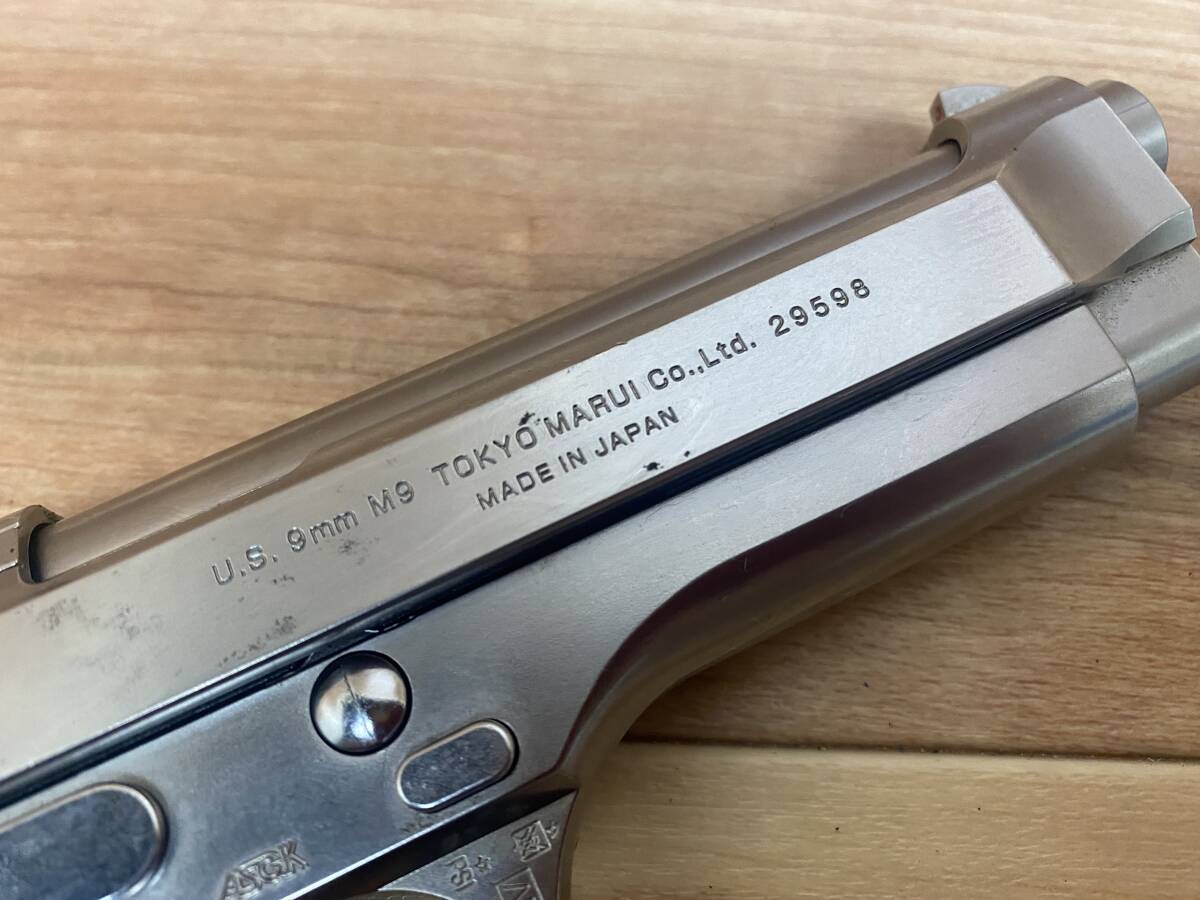 U.S. 9mm M9 TOKYO MARUI Co.,Ltd. 29598
MADE IN JAPAN
ASGK